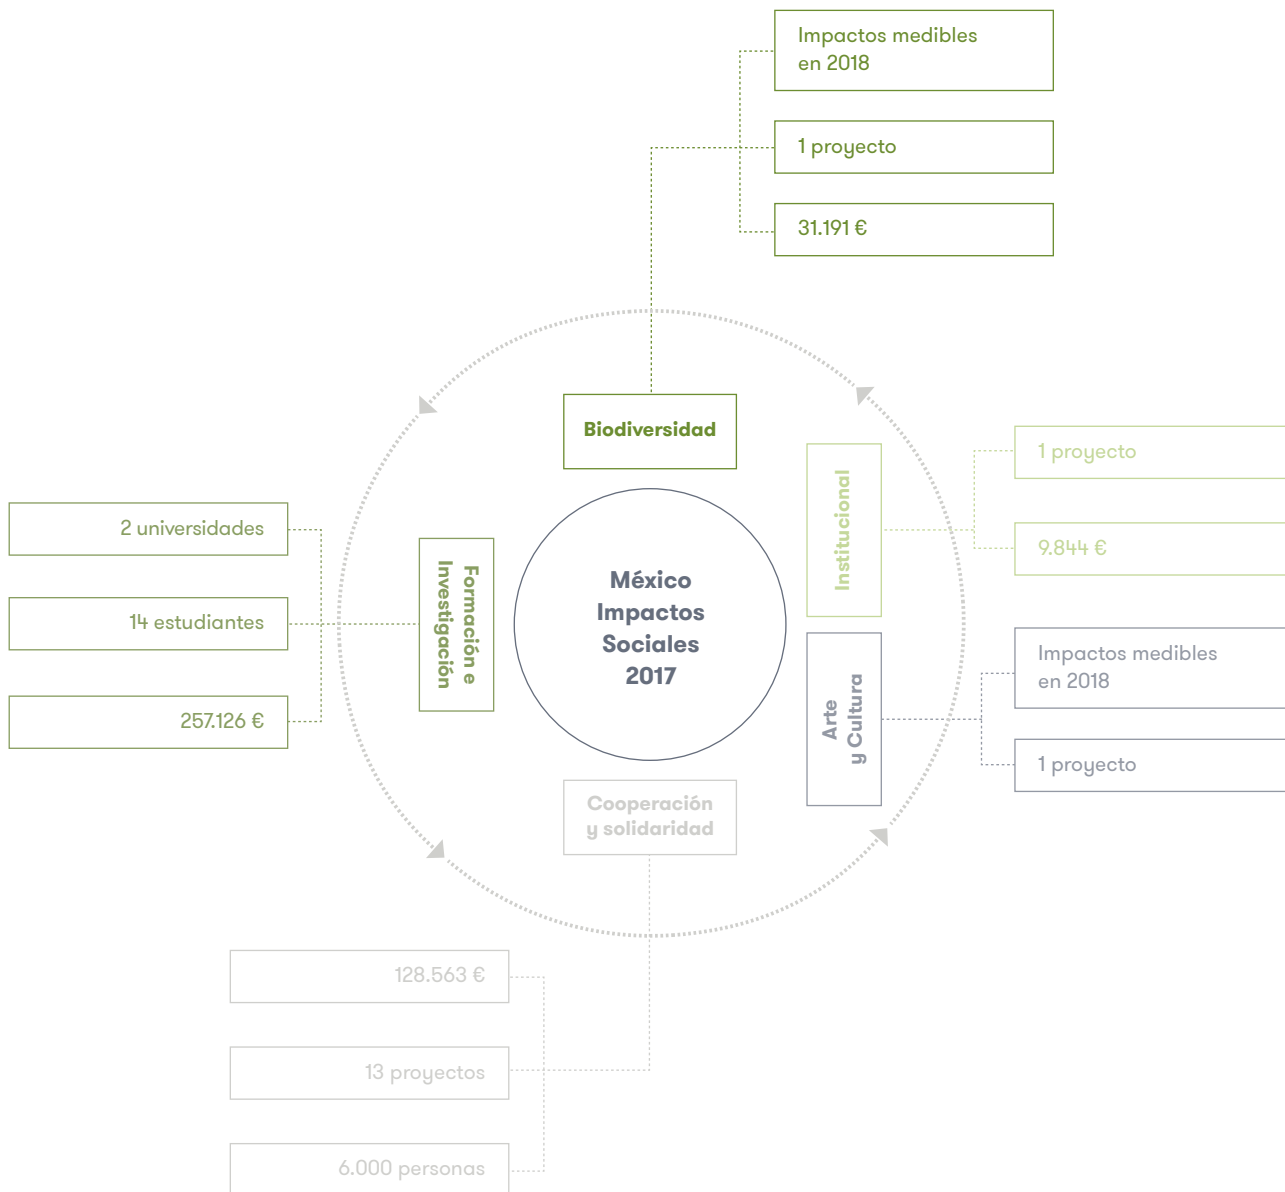 Impactos medibles
en 2018
1 proyecto
31.191 €
Biodiversidad
Institucional
1 proyecto
9.844 €
2 universidades
14 estudiantes
257.126 €
Formación e
Investigación
México
Impactos
Sociales
2017
Arte
y Cultura
Impactos medibles
en 2018
1 proyecto
Cooperación
y solidaridad
128.563 €
13 proyectos
6.000 personas